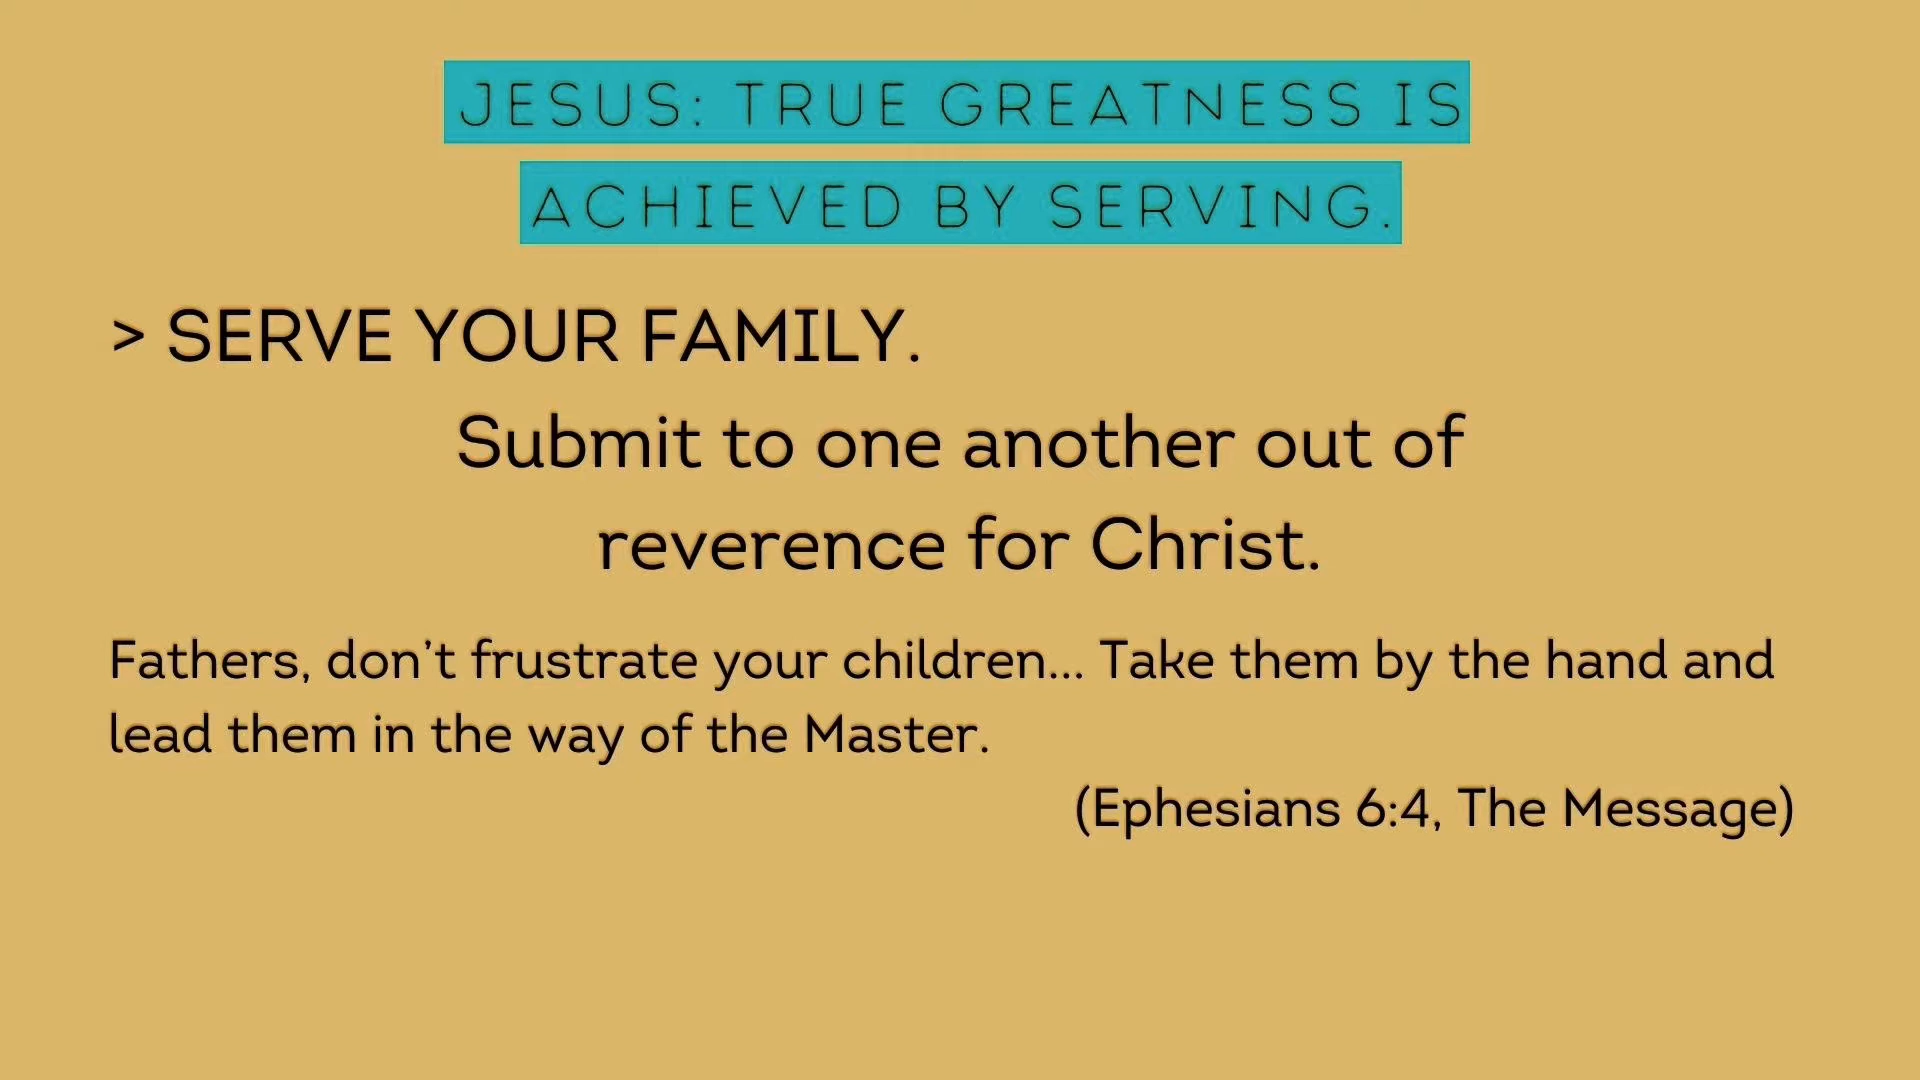 JESUS: TRUE GREATNESS IS
ACHIEVED BY SERVING.
> SERVE YOUR FAMILY.
Submit to one another out of
reverence for Christ.
Fathers, don’t frustrate your children... Take them by the hand and
lead them in the way of the Master.
(Ephesians 6:4, The Message)